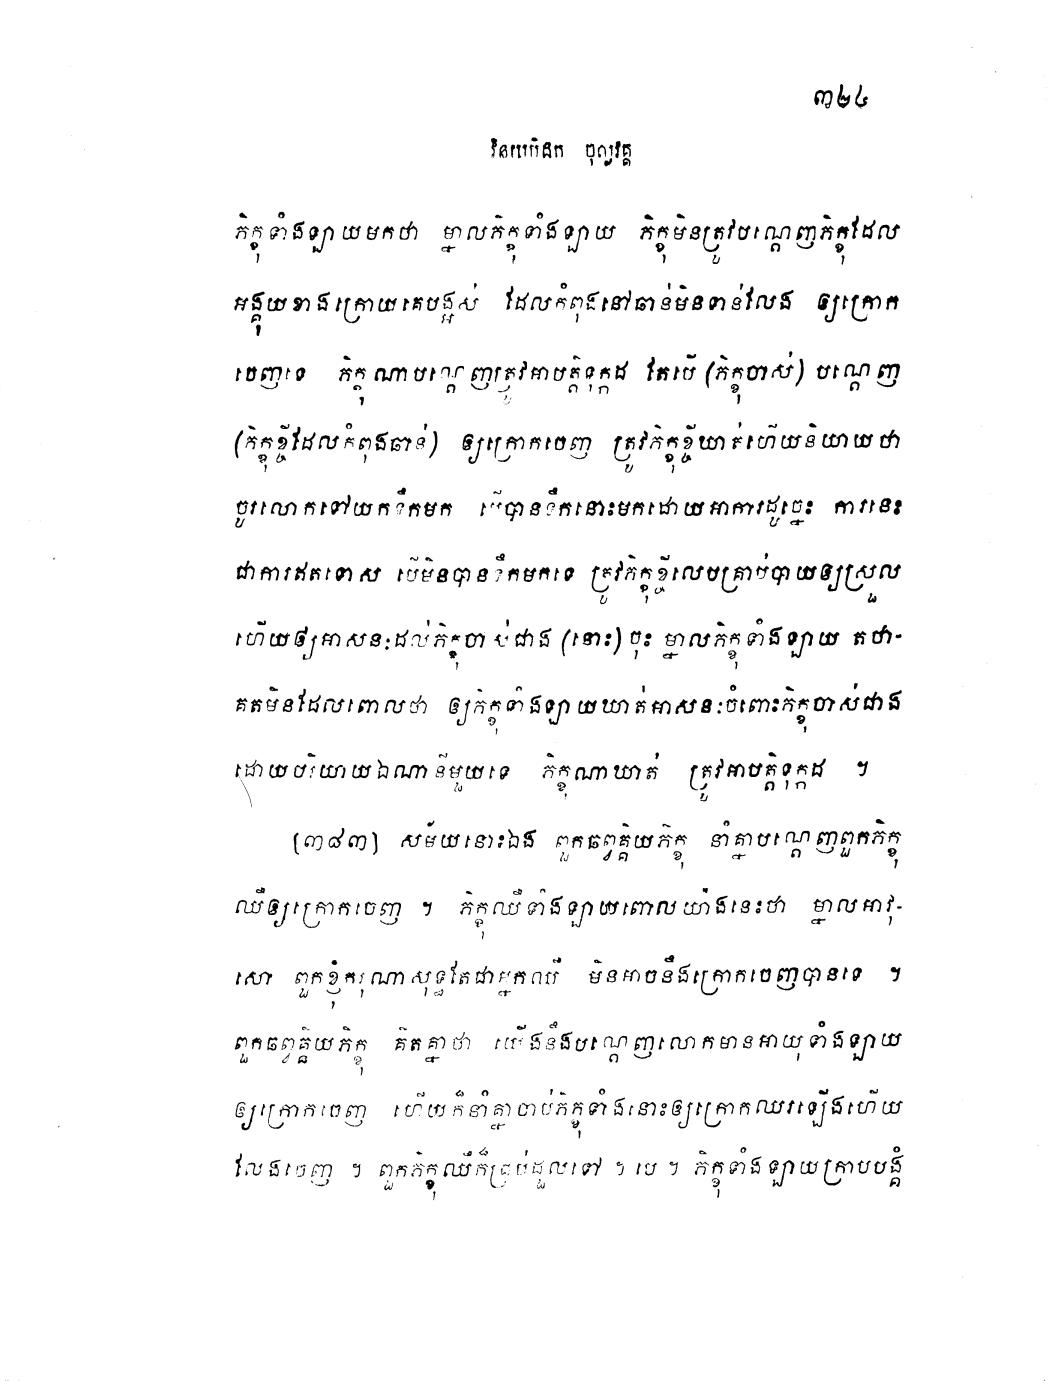 ៣២៤
វិនយបិដក ចុល្លវគ្គ
ភិក្ខុទាំងឡាយមកថា ម្នាលភិក្ខុទាំងឡាយ ភិក្ខុមិនត្រូវបណ្តេញភិក្ខុដែល
អង្គុយខាងក្រោយគេបង្អស់ ដែលកំពុងនៅឆាន់មិនទាន់លែង ឲ្យក្រោក
ចេញទេ ភិក្ខុណាបណ្តេញត្រូវអាបត្តិទុក្កដ តែបើ (ភិក្ខុចាស់) បណ្តេញ
(ភិក្ខុខ្ចីដែលកំពុងឆាន់) ឲ្យក្រោកចេញ ត្រូវភិក្ខុខ្ចីឃាត់ហើយនិយាយថា
ចូរលោកទៅយកទឹកមក បើបានទឹកនោះមកដោយអាការដូច្នេះ ការនេះ
ជាការឥតទោស បើមិនបានទឹកមកទេ ត្រូវភិក្ខុខ្ចីលេបគ្រាប់បាយឲ្យស្រួល
ហើយឲ្យអាសនៈដល់ភិក្ខុចាស់ជាង (នោះ) ចុះ ម្នាលភិក្ខុទាំងឡាយ តថា-
គតមិនដែលពោលថា ឲ្យភិក្ខុទាំងឡាយឃាត់អាសនៈចំពោះភិក្ខុចាស់ជាង
ដោយបរិយាយឯណានីមួយទេ ភិក្ខុណាឃាត់ ត្រូវអាបត្តិទុក្កដ ។
(៣៨៣) សម័យនោះឯង ពួកឆព្វគ្គិយភិក្ខុ នាំគ្នាបណ្តេញពួកភិក្ខុ
ឈឺឲ្យក្រោកចេញ ។ ភិក្ខុឈឺទាំងឡាយពោលយ៉ាងនេះថា ម្នាលអាវុ-
សោ ពួកខ្ញុំករុណាសុទ្ធតែជាអ្នកឈឺ មិនអាចនឹងក្រោកចេញបានទេ ។
ពួកឆព្វគ្គិយភិក្ខុ គិតគ្នាថា យើងនឹងបណ្តេញលោកមានអាយុទាំងឡាយ
ឲ្យក្រោកចេញ ហើយក៏នាំគ្នាចាប់ភិក្ខុទាំងនោះឲ្យក្រោកឈរឡើងហើយ
លែងចេញ ។ ពួកភិក្ខុឈឺក៏ច្រប់ដួលទៅ ។ បេ ។ ភិក្ខុទាំងឡាយក្រាបបង្គំ